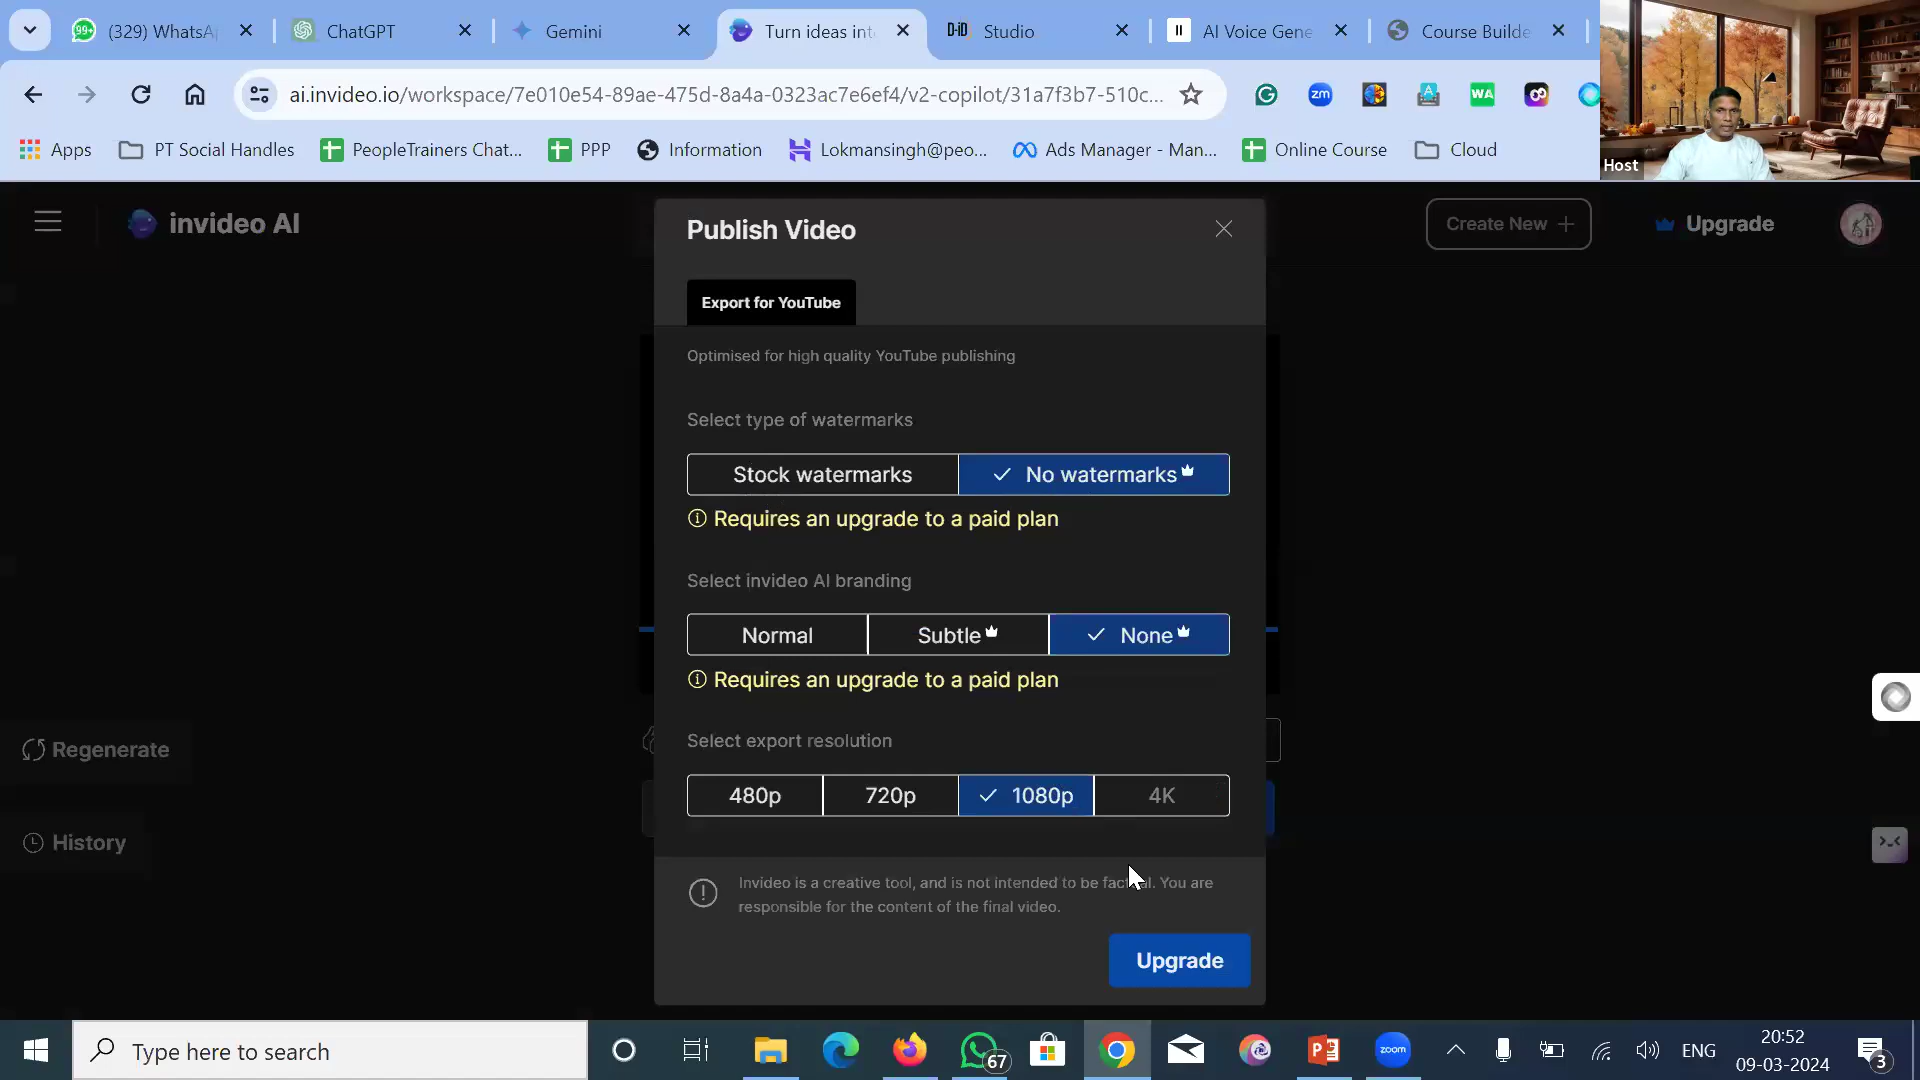 (329) WhatsA
ChatGPT
Gemini
Turn ideas int
D-iD Studio
AI Voice Gene
Course Builde
ai.invideo.io/workspace/7e010e54-89ae-475d-8a4a-0323ac7e6ef4/v2-copilot/31a7f3b7-510c...
Apps
PT Social Handles
PeopleTrainers Chat...
PPP
Information
Lokmansingh@peo...
Ads Manager - Man...
Online Course
Cloud
Host
invideo AI
Create New +
Upgrade
Publish Video
Export for YouTube
Optimised for high quality YouTube publishing
Select type of watermarks
Stock watermarks
No watermarks
Requires an upgrade to a paid plan
Select invideo AI branding
Normal
Subtle
None
Requires an upgrade to a paid plan
Select export resolution
480p
720p
1080p
4K
Regenerate
History
Invideo is a creative tool, and is not intended to be You are
responsible for the content of the final video.
Upgrade
Type here to search
67
zoom
ENG
20:52
09-03-2024
3